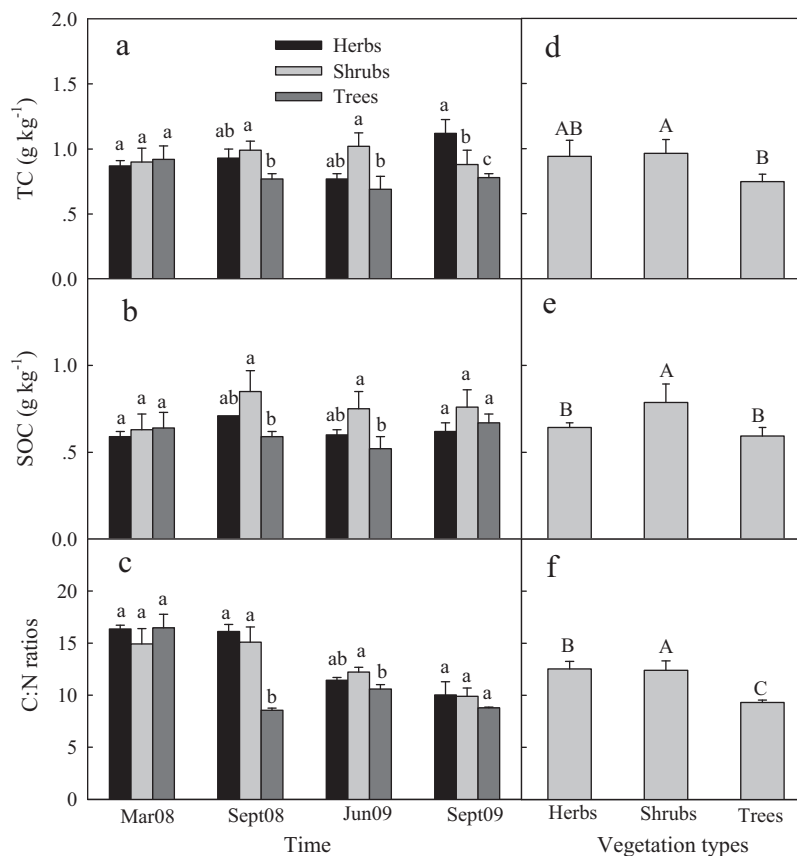 a
d
2.0
1.5
1.0
.5
0.0
TC (g kg-1)
Herbs
Shrubs
Trees
a a a
ab a b
ab a b
a b c
AB A B
b
e
1.0
.5
0.0
SOC (g kg-1)
a a a
ab a b
ab a b
a a a
B A B
c
f
20
15
10
5
0
C:N ratios
a a a
a a b
ab a b
a a a
B A C
Mar08 Sept08 Jun09 Sept09
Herbs Shrubs Trees
Time
Vegetation types